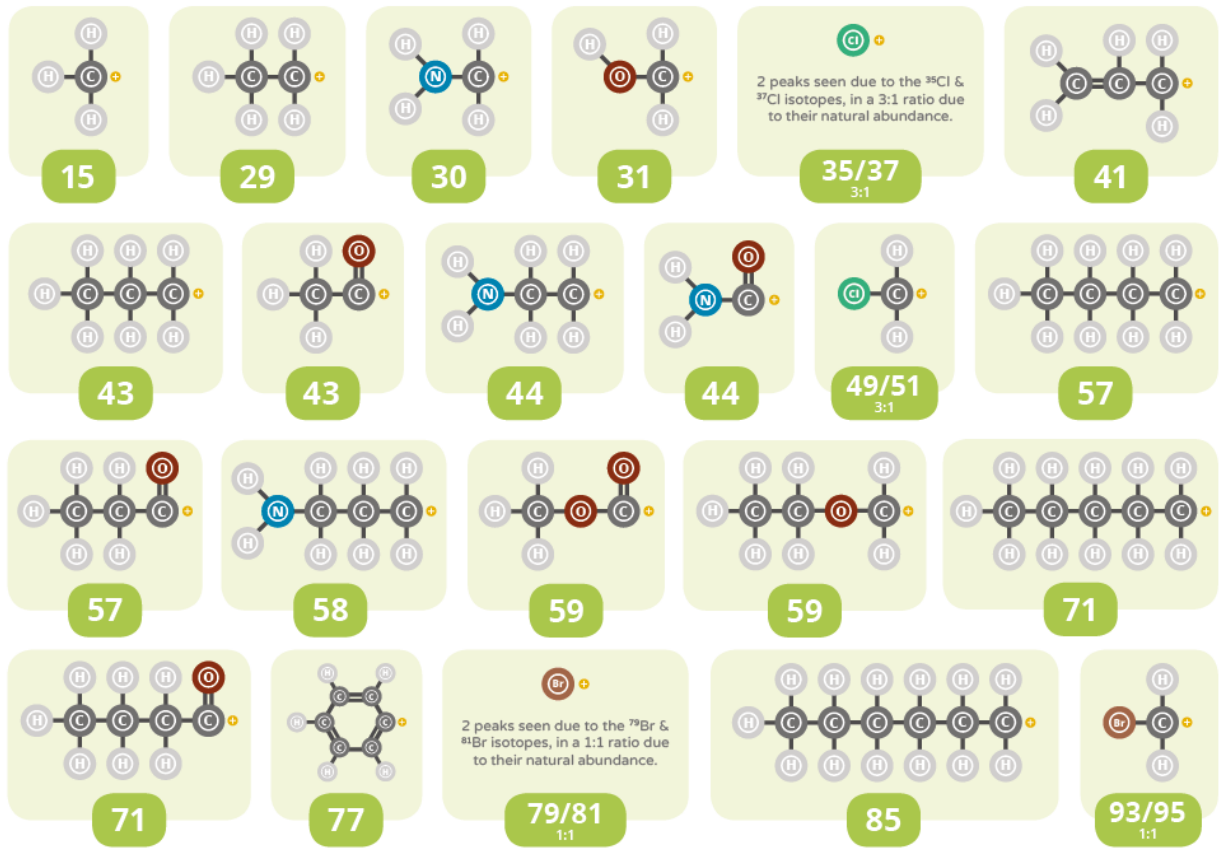 H
H C +
H
15
H H
H C C +
H H
29
H H
N C +
H H
30
H H
O C +
H
31
Cl +
2 peaks seen due to the ³⁵Cl &
³⁷Cl isotopes, in a 3:1 ratio due
to their natural abundance.
35/37
3:1
H H H
C C C +
H H
41
H H H
H C C C +
H H H
43
H O
H C C +
H
43
H H H
N C C +
H H H
44
H O
N C +
H
44
H
Cl C +
H
49/51
3:1
H H H H
H C C C C +
H H H H
57
H H O
H C C C +
H H
57
H H H H
N C C C +
H H H H
58
H O
H C O C +
H
59
H H H
H C C O C +
H H H
59
H H H H H
H C C C C C +
H H H H H
71
H H H O
H C C C C +
H H H
71
H H
C C
H C C +
C C
H H
77
Br +
2 peaks seen due to the ⁷⁹Br &
⁸¹Br isotopes, in a 1:1 ratio due
to their natural abundance.
79/81
1:1
H H H H H H
H C C C C C C +
H H H H H H
85
H
Br C +
H
93/95
1:1